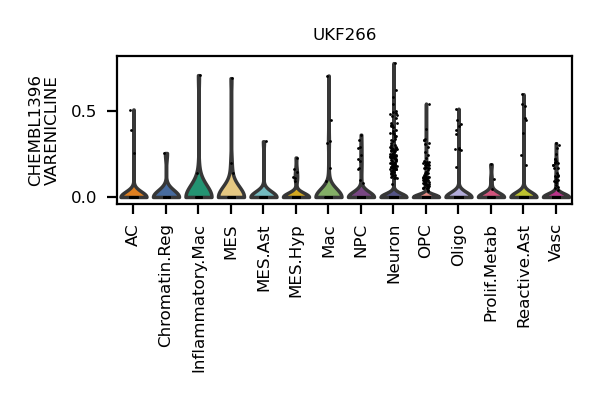 UKF266
CHEMBL1396
VARENICLINE
0.5
0.0
AC
Chromatin.Reg
Inflammatory.Mac
MES
MES.Ast
MES.Hyp
Mac
NPC
Neuron
OPC
Oligo
Prolif.Metab
Reactive.Ast
Vasc